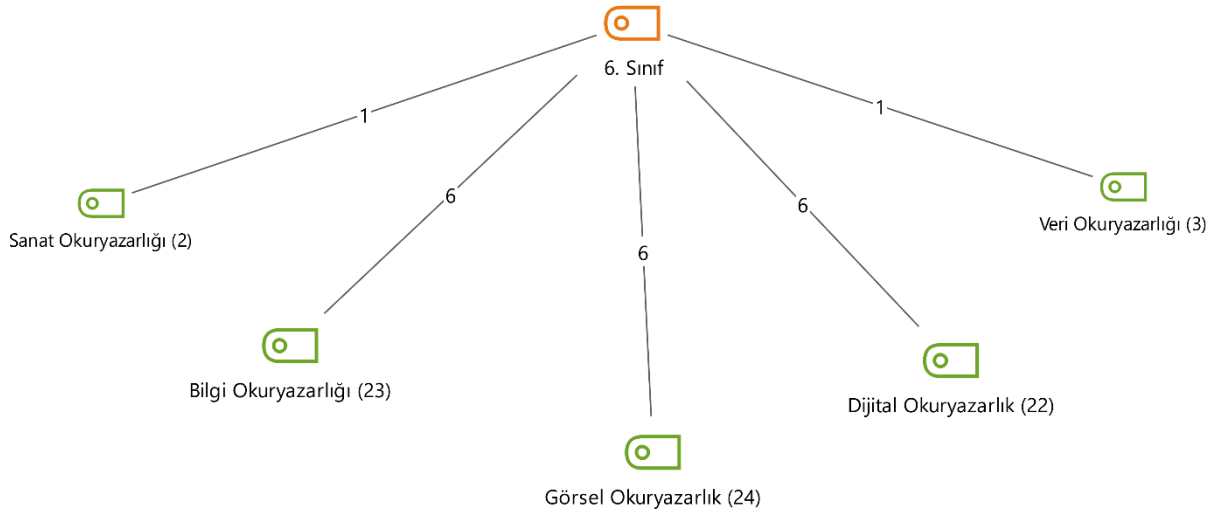 6. Sınıf
1
1
6
6
6
Sanat Okuryazarlığı (2)
Veri Okuryazarlığı (3)
Bilgi Okuryazarlığı (23)
Dijital Okuryazarlık (22)
Görsel Okuryazarlık (24)